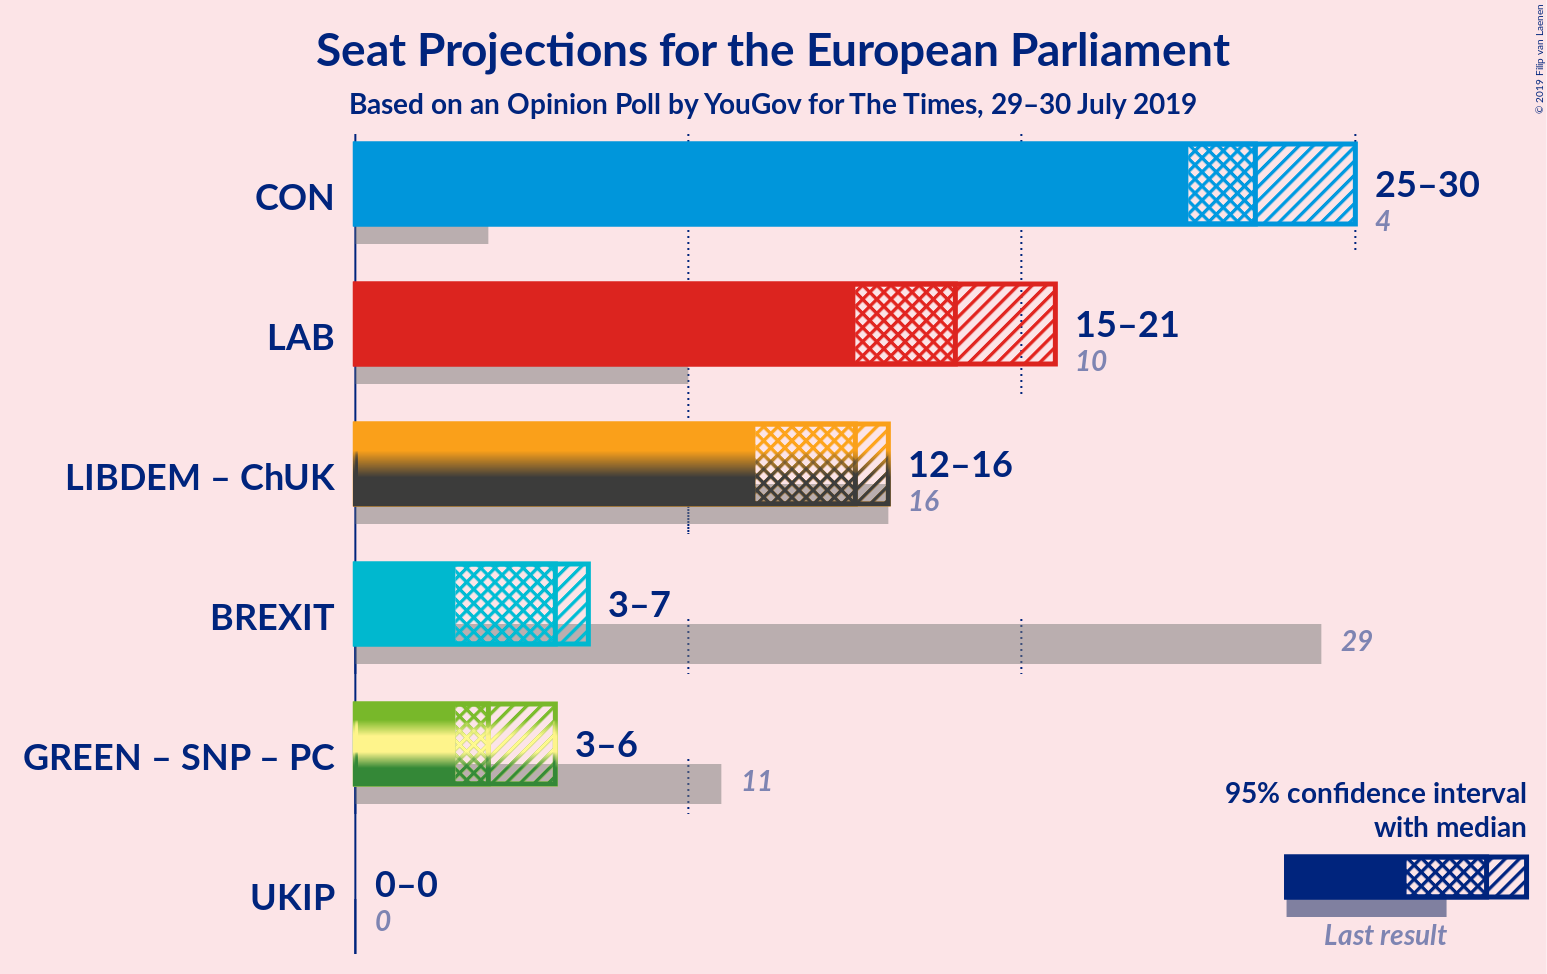 Seat Projections for the European Parliament
Based on an Opinion Poll by YouGov for The Times, 29–30 July 2019
© 2019 Filip van Laenen
CON
25–30
4
LAB
15–21
10
LIBDEM – ChUK
12–16
16
BREXIT
3–7
29
GREEN – SNP – PC
3–6
11
UKIP
0–0
0
95% confidence interval
with median
Last result